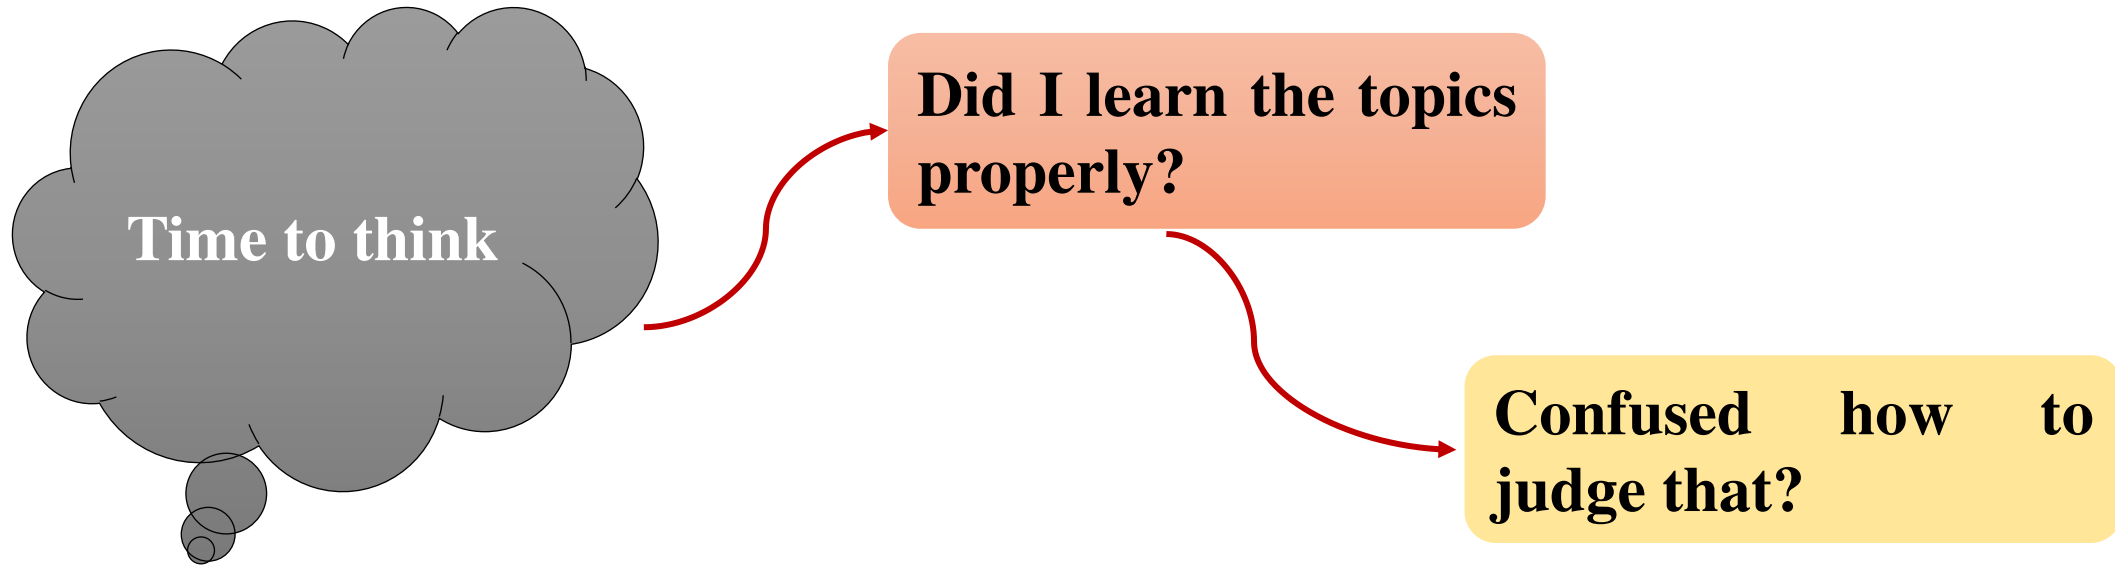 Time to think
Did I learn the topics
properly?
Confused how to
judge that?